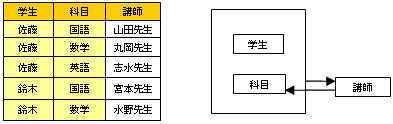 学生 科目 講師
佐藤 国語 山田先生
佐藤 数学 丸岡先生
佐藤 英語 志水先生
鈴木 国語 宮本先生
鈴木 数学 水野先生
学生
科目
講師